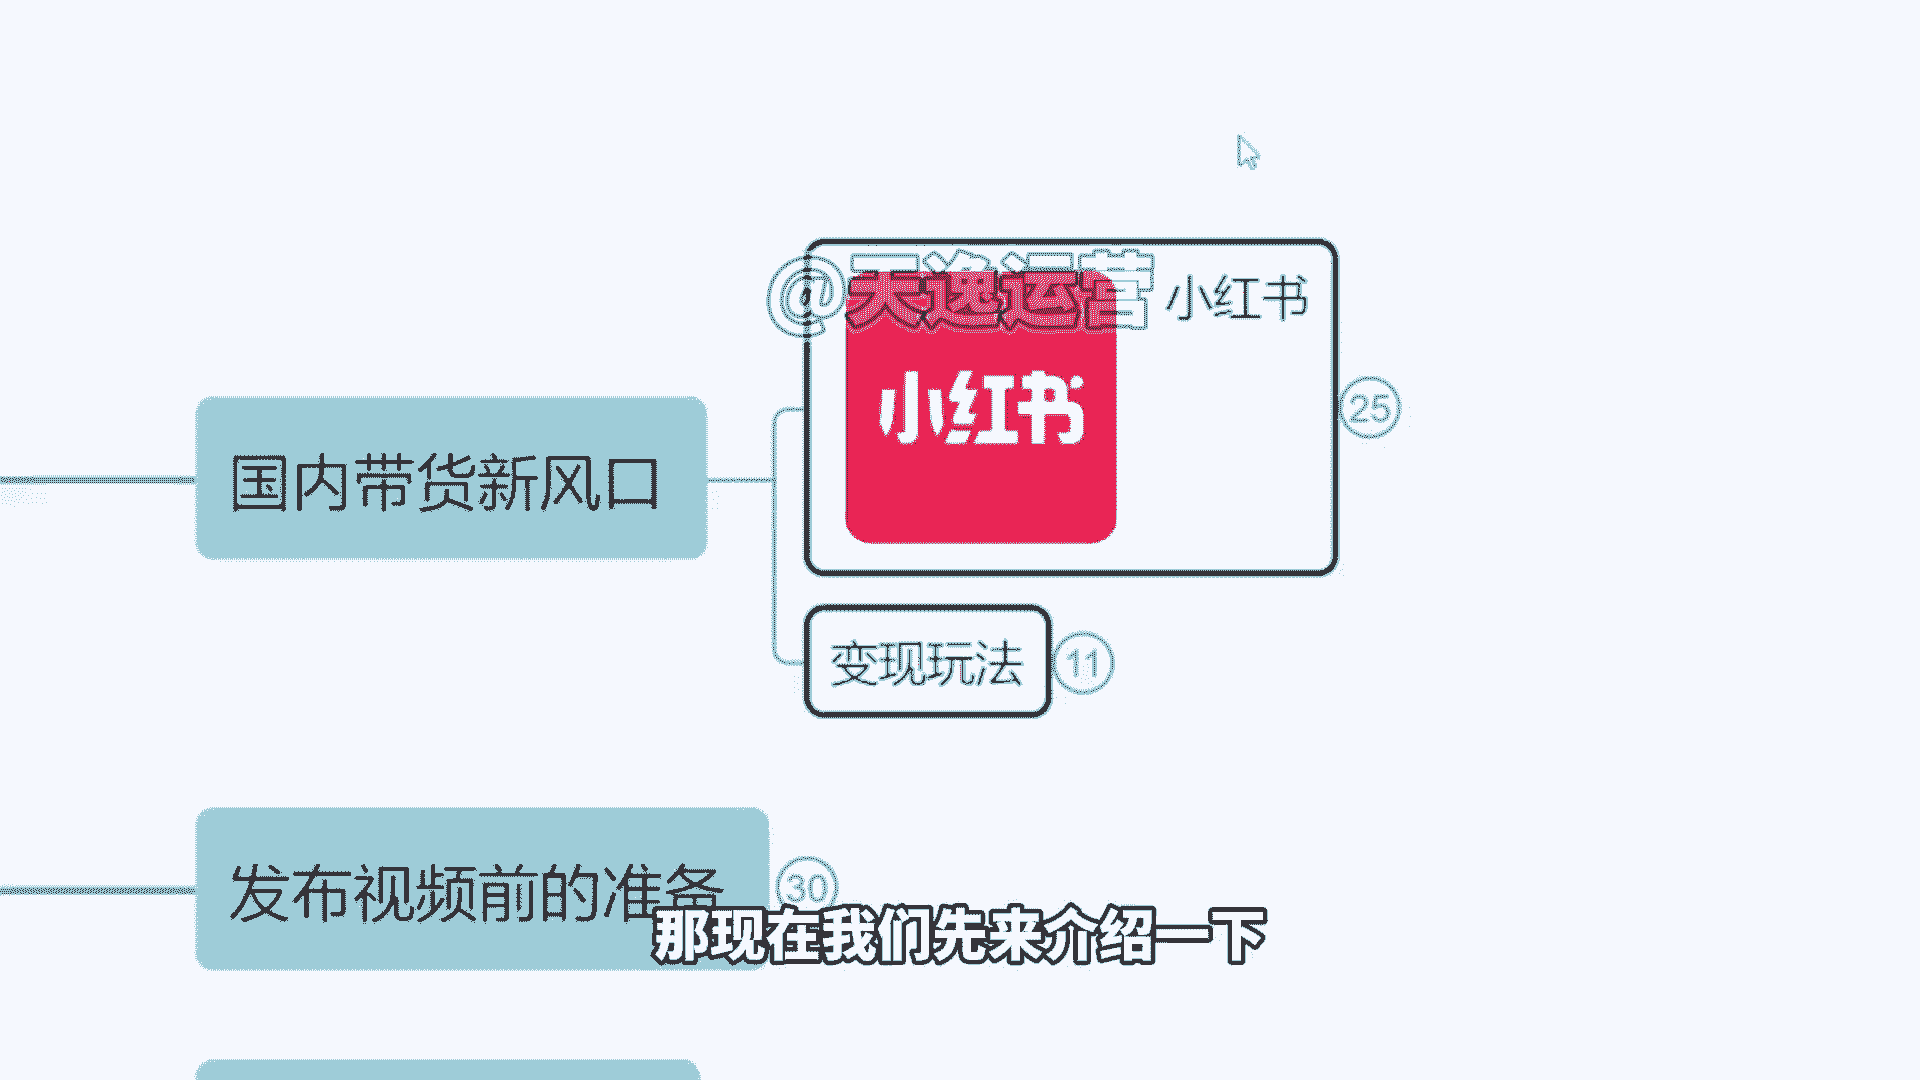 @天逸运营
小红书
小红书
25
国内带货新风口
变现玩法
11
发布视频前的准备
30
那现在我们先来介绍一下